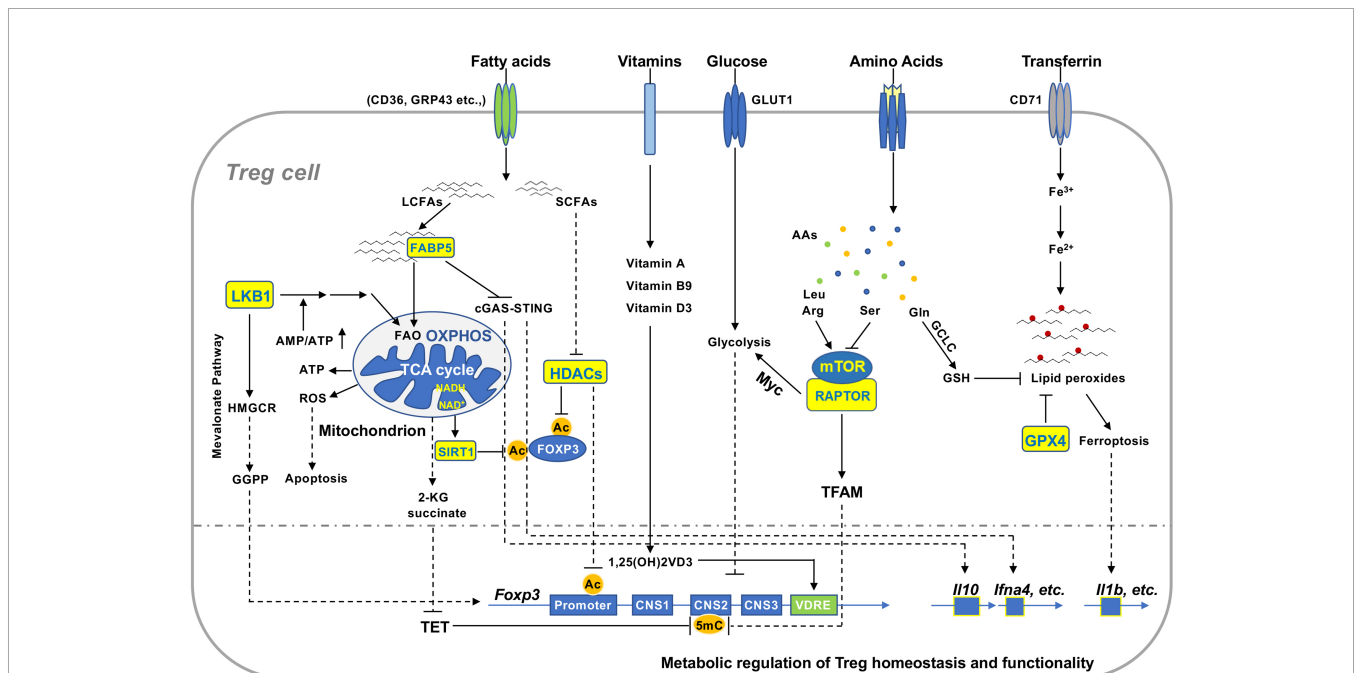 Fatty acids
Vitamins
Glucose
Amino Acids
Transferrin
(CD36, GRP43 etc.,)
GLUT1
CD71
Treg cell
LCFAs
SCFAs
Fe3+
FABP5
AAs
Fe2+
Vitamin A
Vitamin B9
Vitamin D3
LKB1
cGAS-STING
Leu
Arg
Ser
Gln
GCLC
AMP/ATP
FAO
OXPHOS
Glycolysis
Mevalonate Pathway
ATP
TCA cycle
NADH
NAD+
HDACs
Myc
mTOR
RAPTOR
GSH
Lipid peroxides
ROS
HMGCR
Mitochondrion
Ac
SIRT1
Ac
FOXP3
GPX4
Ferroptosis
GGPP
Apoptosis
2-KG
succinate
TFAM
1,25(OH)2VD3
Foxp3
Ac
Promoter
CNS1
CNS2
CNS3
VDRE
Il10
Ifna4, etc.
Il1b, etc.
TET
5mC
Metabolic regulation of Treg homeostasis and functionality